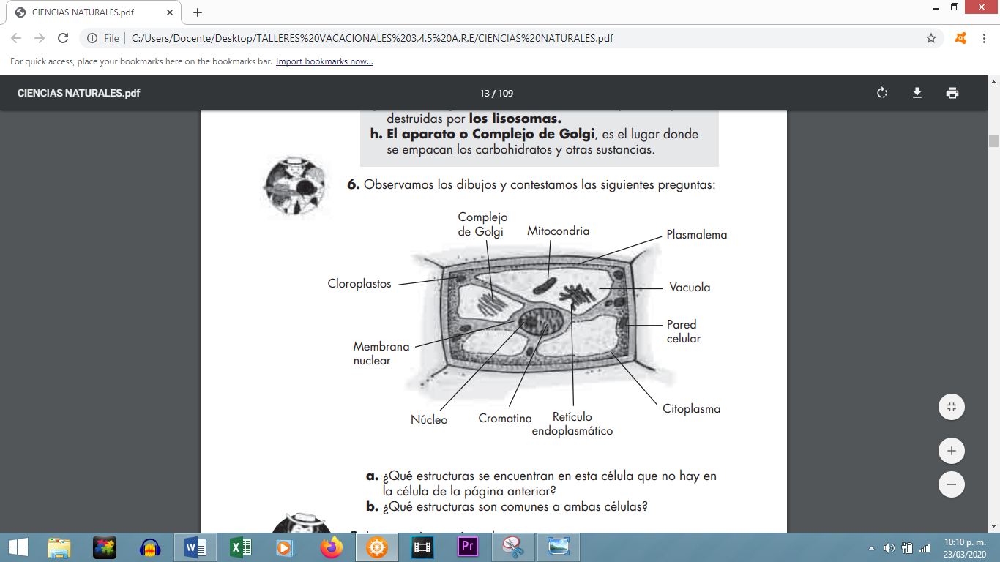 CIENCIAS NATURALES.pdf
File
C:/Users/Docente/Desktop/TALLERES%20VACACIONALES%203,4.5%20A.R.E/CIENCIAS%20NATURALES.pdf
For quick access, place your bookmarks here on the bookmarks bar. Import bookmarks now...
CIENCIAS NATURALES.pdf
13 / 109
destruidas por los lisosomas.
h. El aparato o Complejo de Golgi, es el lugar donde
se empacan los carbohidratos y otras sustancias.
6. Observamos los dibujos y contestamos las siguientes preguntas:
Complejo
de Golgi
Mitocondria
Plasmalema
Cloroplastos
Vacuola
Pared
celular
Membrana
nuclear
Citoplasma
Núcleo
Cromatina
Retículo
endoplasmático
a. ¿Qué estructuras se encuentran en esta célula que no hay en
la célula de la página anterior?
b. ¿Qué estructuras son comunes a ambas células?
Pr
10:10 p. m.
23/03/2020